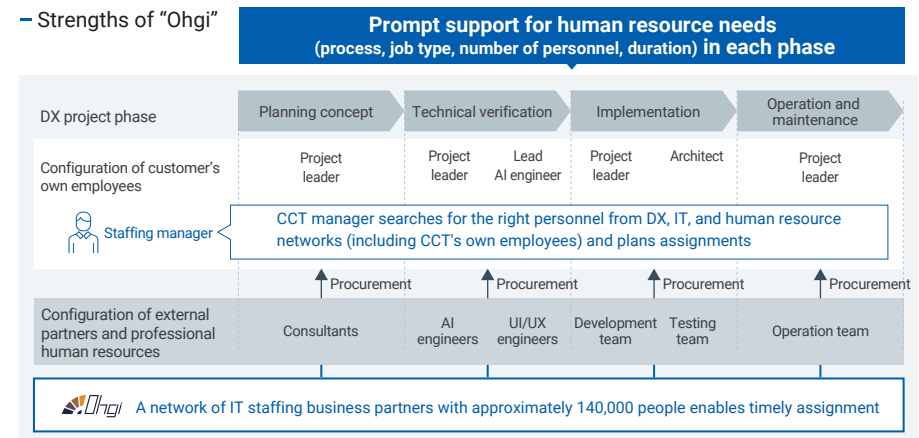 – Strengths of “Ohgi”
Prompt support for human resource needs
(process, job type, number of personnel, duration) in each phase
DX project phase
Planning concept
Technical verification
Implementation
Operation and
maintenance
Configuration of customer’s
own employees
Project
leader
Project
leader
Lead
AI engineer
Project
leader
Architect
Project
leader
Staffing manager
CCT manager searches for the right personnel from DX, IT, and human resource
networks (including CCT's own employees) and plans assignments
Procurement
Procurement
Procurement
Procurement
Configuration of external
partners and professional
human resources
Consultants
AI
engineers
UI/UX
engineers
Development
team
Testing
team
Operation team
Ohgi A network of IT staffing business partners with approximately 140,000 people enables timely assignment